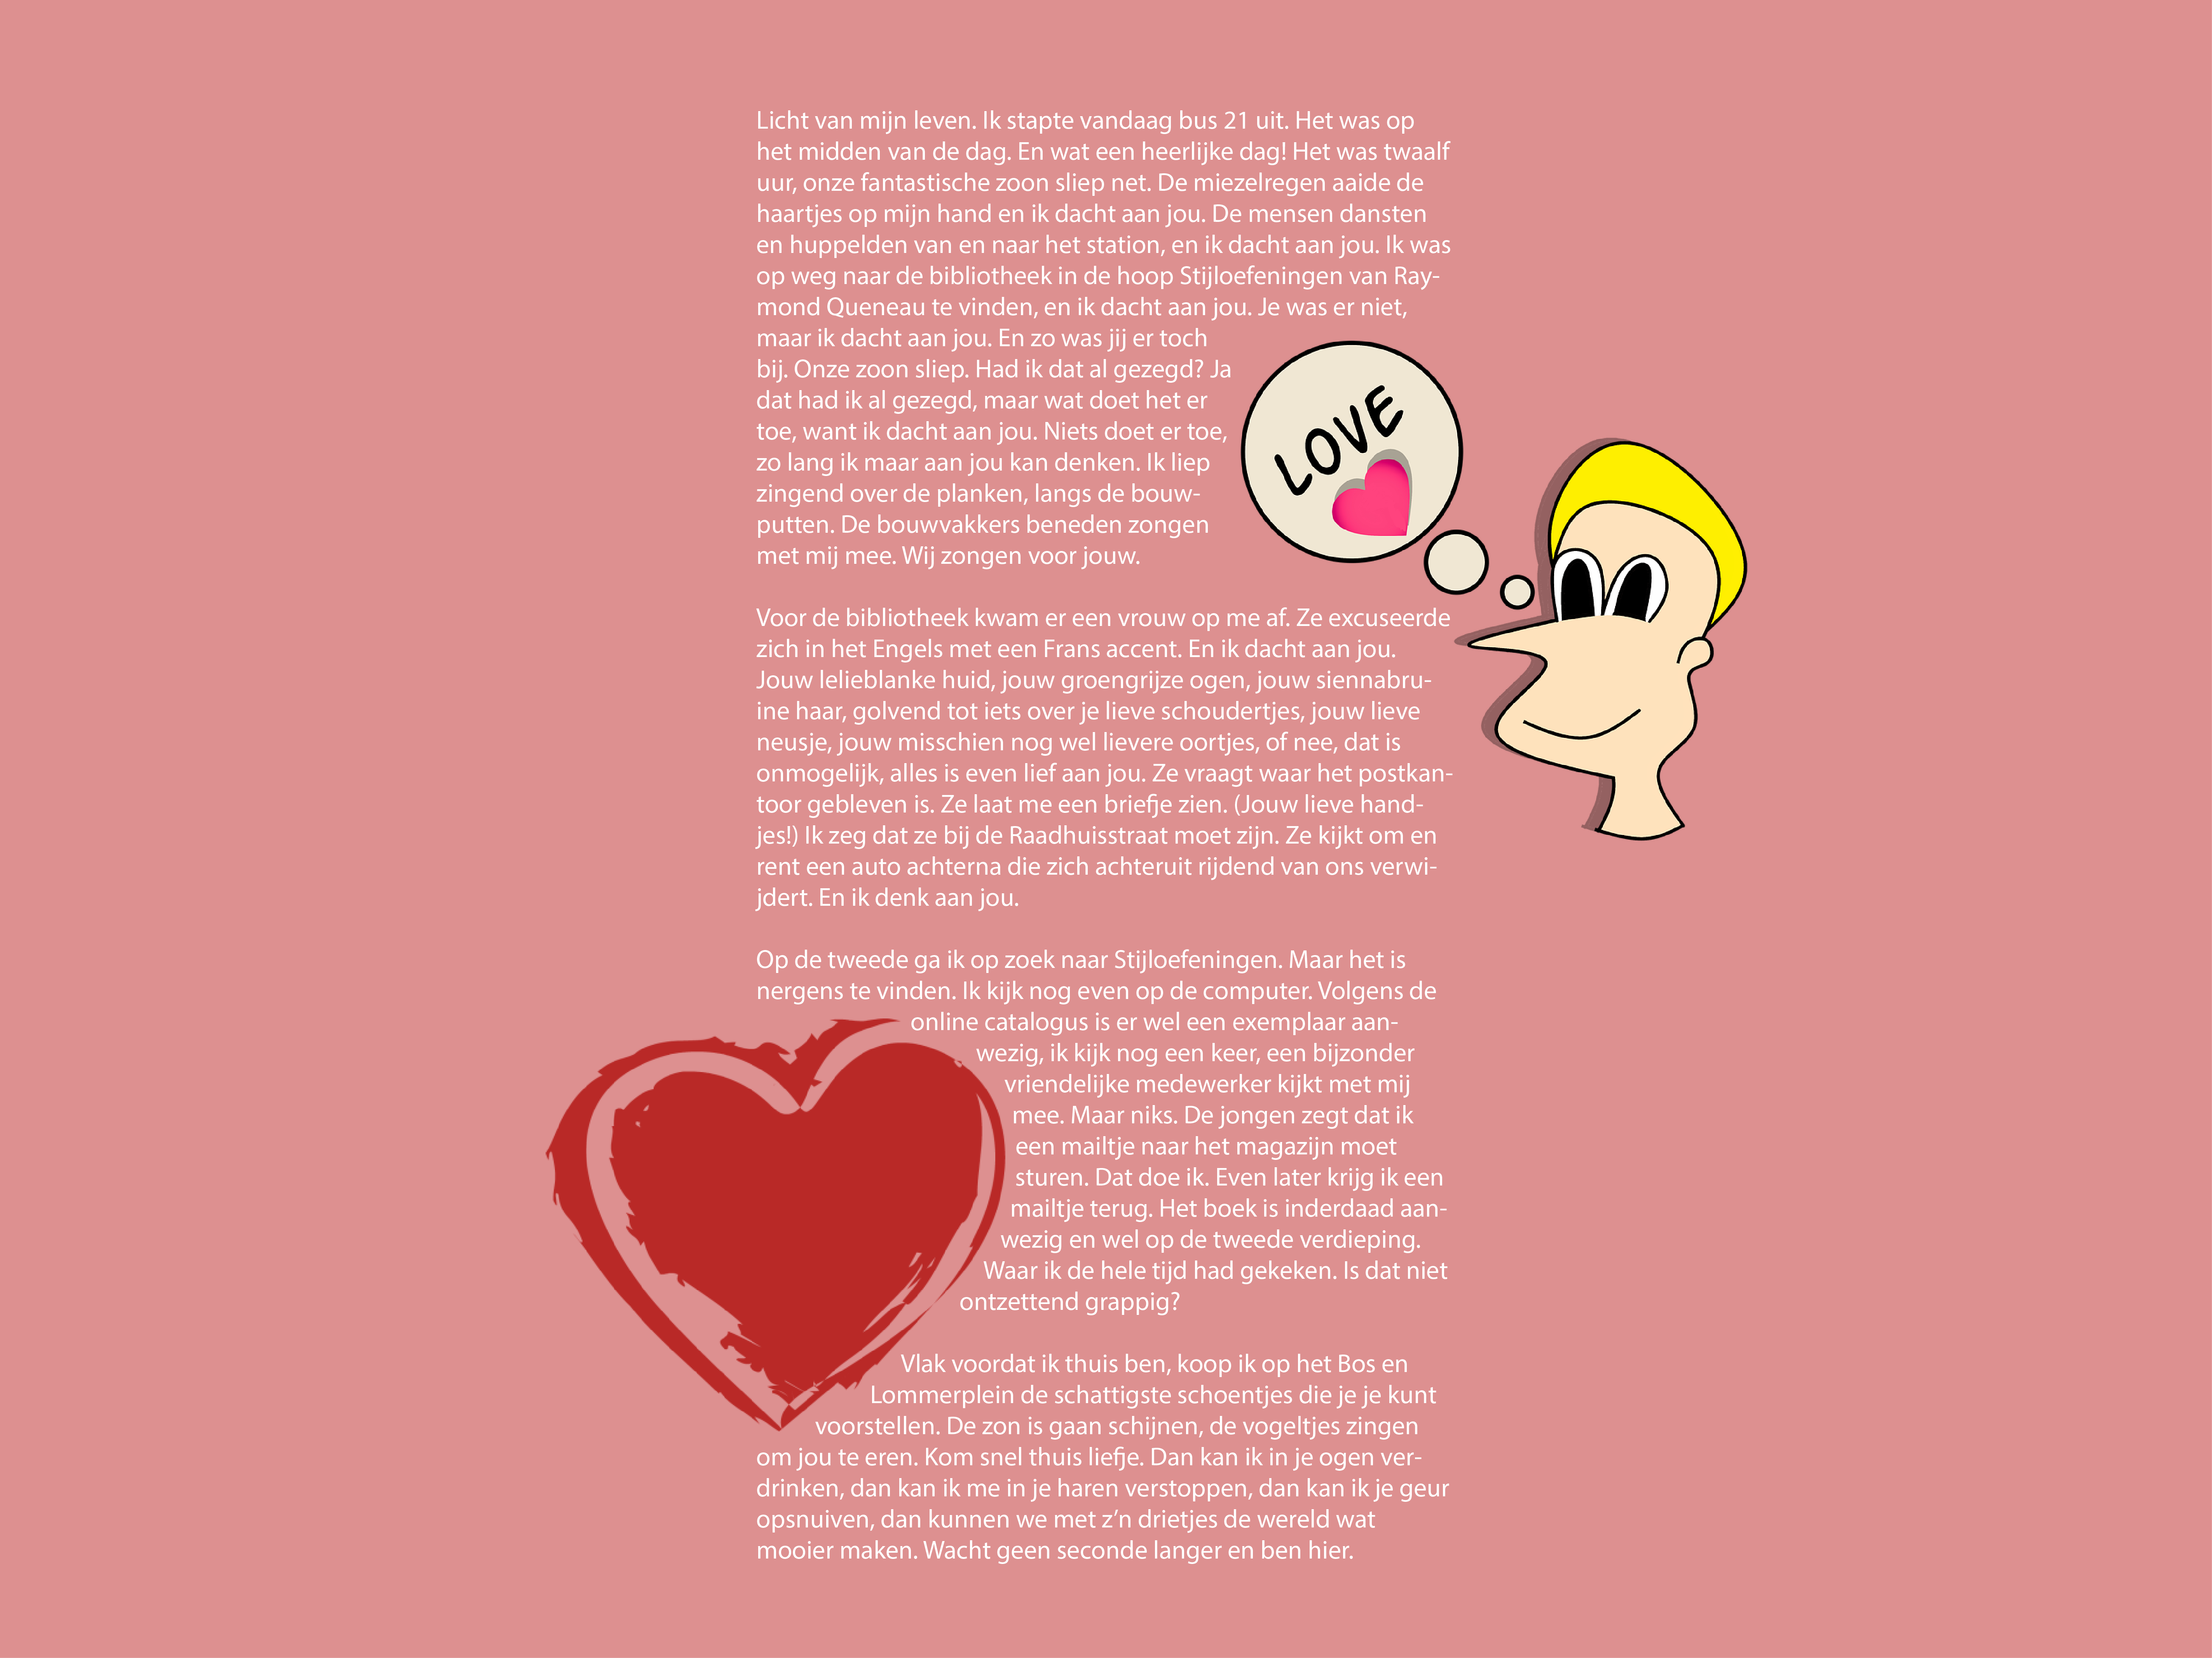 Licht van mijn leven. Ik stapte vandaag bus 21 uit. Het was op
het midden van de dag. En wat een heerlijke dag! Het was twaalf
uur, onze fantastische zoon sliep net. De miezelregen aaide de
haartjes op mijn hand en ik dacht aan jou. De mensen dansten
en huppelden van en naar het station, en ik dacht aan jou. Ik was
op weg naar de bibliotheek in de hoop Stijloefeningen van Ray-
mond Queneau te vinden, en ik dacht aan jou. Je was er niet,
maar ik dacht aan jou. En zo was jij er toch
bij. Onze zoon sliep. Had ik dat al gezegd? Ja
dat had ik al gezegd, maar wat doet het er
toe, want ik dacht aan jou. Niets doet er toe,
zo lang ik maar aan jou kan denken. Ik liep
zingend over de planken, langs de bouw-
putten. De bouwvakkers beneden zongen
met mij mee. Wij zongen voor jouw.
LOVE
Voor de bibliotheek kwam er een vrouw op me af. Ze excuseerde
zich in het Engels met een Frans accent. En ik dacht aan jou.
Jouw lelieblanke huid, jouw groengrijze ogen, jouw siennabru-
ine haar, golvend tot iets over je lieve schoudertjes, jouw lieve
neusje, jouw misschien nog wel lievere oortjes, of nee, dat is
onmogelijk, alles is even lief aan jou. Ze vraagt waar het postkan-
toor gebleven is. Ze laat me een briefje zien. (Jouw lieve hand-
jes!) Ik zeg dat ze bij de Raadhuisstraat moet zijn. Ze kijkt om en
rent een auto achterna die zich achteruit rijdend van ons verwi-
jdert. En ik denk aan jou.
Op de tweede ga ik op zoek naar Stijloefeningen. Maar het is
nergens te vinden. Ik kijk nog even op de computer. Volgens de
online catalogus is er wel een exemplaar aan-
wezig, ik kijk nog een keer, een bijzonder
vriendelijke medewerker kijkt met mij
mee. Maar niks. De jongen zegt dat ik
een mailtje naar het magazijn moet
sturen. Dat doe ik. Even later krijg ik een
mailtje terug. Het boek is inderdaad aan-
wezig en wel op de tweede verdieping.
Waar ik de hele tijd had gekeken. Is dat niet
ontzettend grappig?
Vlak voordat ik thuis ben, koop ik op het Bos en
Lommerplein de schattigste schoentjes die je je kunt
voorstellen. De zon is gaan schijnen, de vogeltjes zingen
om jou te eren. Kom snel thuis liefje. Dan kan ik in je ogen ver-
drinken, dan kan ik me in je haren verstoppen, dan kan ik je geur
opsnuiven, dan kunnen we met z’n drietjes de wereld wat
mooier maken. Wacht geen seconde langer en ben hier.